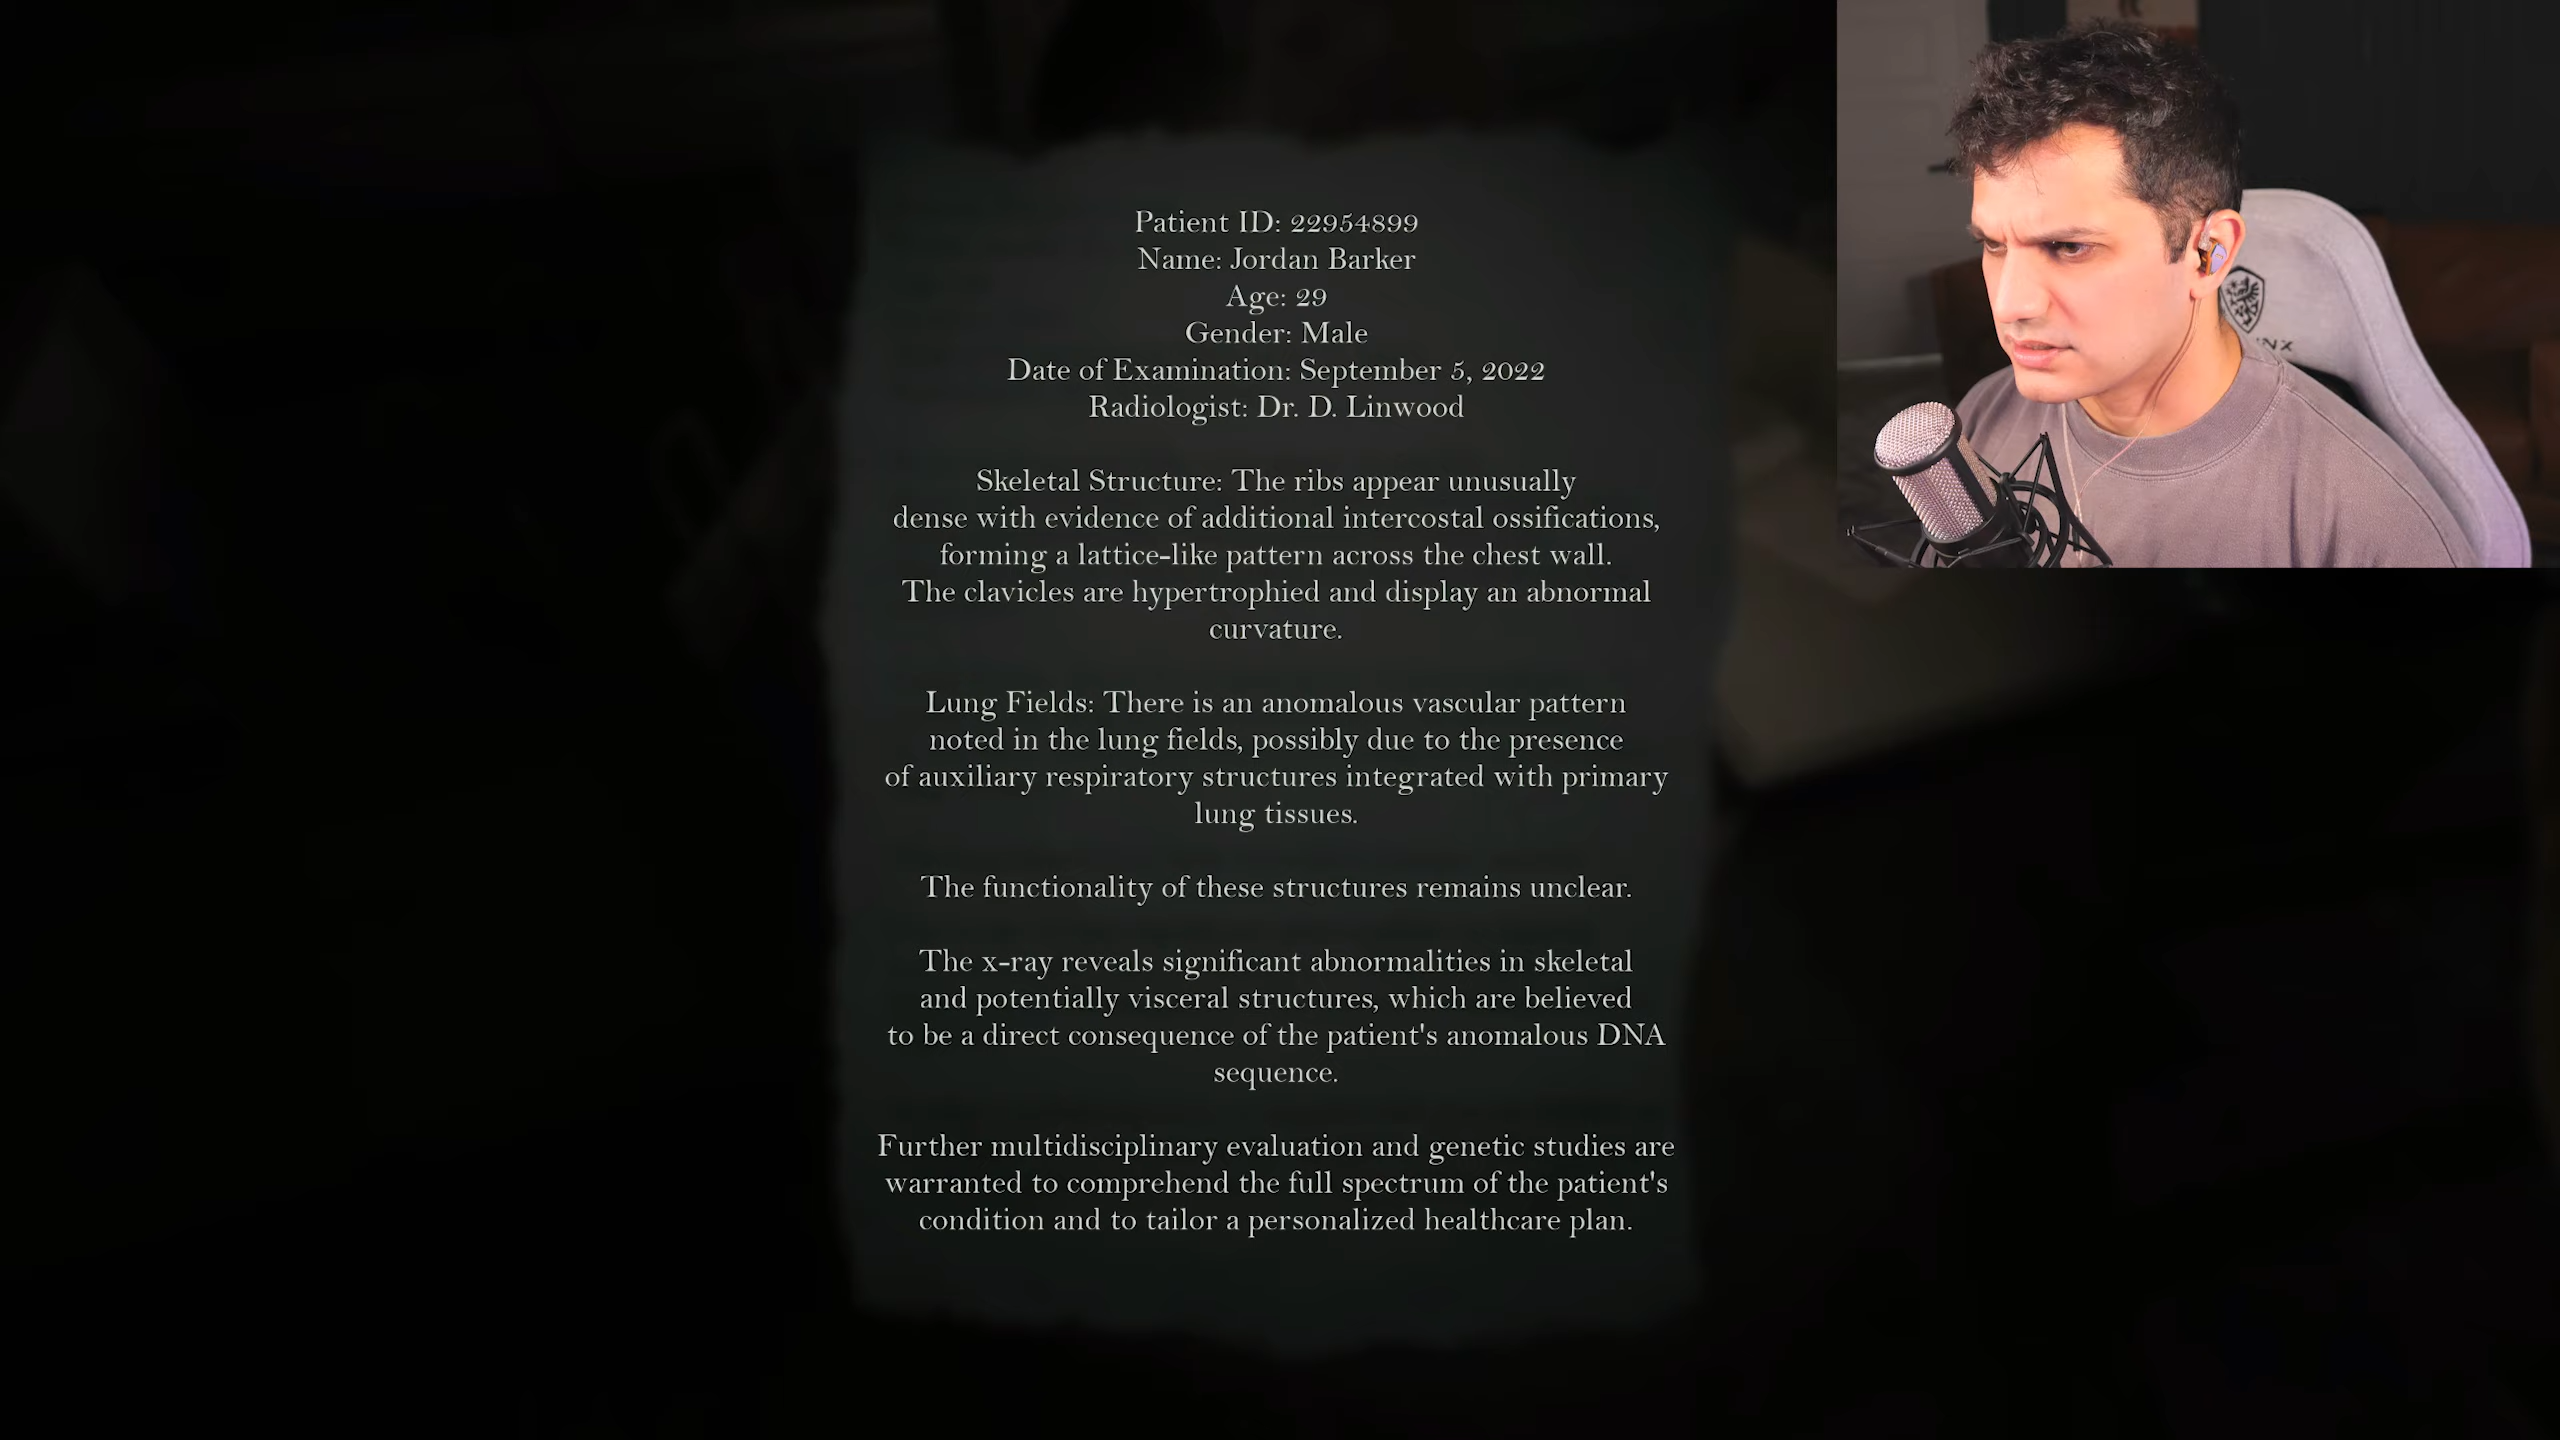 Patient ID: 22954899
Name: Jordan Barker
Age: 29
Gender: Male
Date of Examination: September 5, 2022
Radiologist: Dr. D. Linwood
Skeletal Structure: The ribs appear unusually
dense with evidence of additional intercostal ossifications,
forming a lattice-like pattern across the chest wall.
The clavicles are hypertrophied and display an abnormal
curvature.
Lung Fields: There is an anomalous vascular pattern
noted in the lung fields, possibly due to the presence
of auxiliary respiratory structures integrated with primary
lung tissues.
The functionality of these structures remains unclear.
The x-ray reveals significant abnormalities in skeletal
and potentially visceral structures, which are believed
to be a direct consequence of the patient's anomalous DNA
sequence.
Further multidisciplinary evaluation and genetic studies are
warranted to comprehend the full spectrum of the patient's
condition and to tailor a personalized healthcare plan.